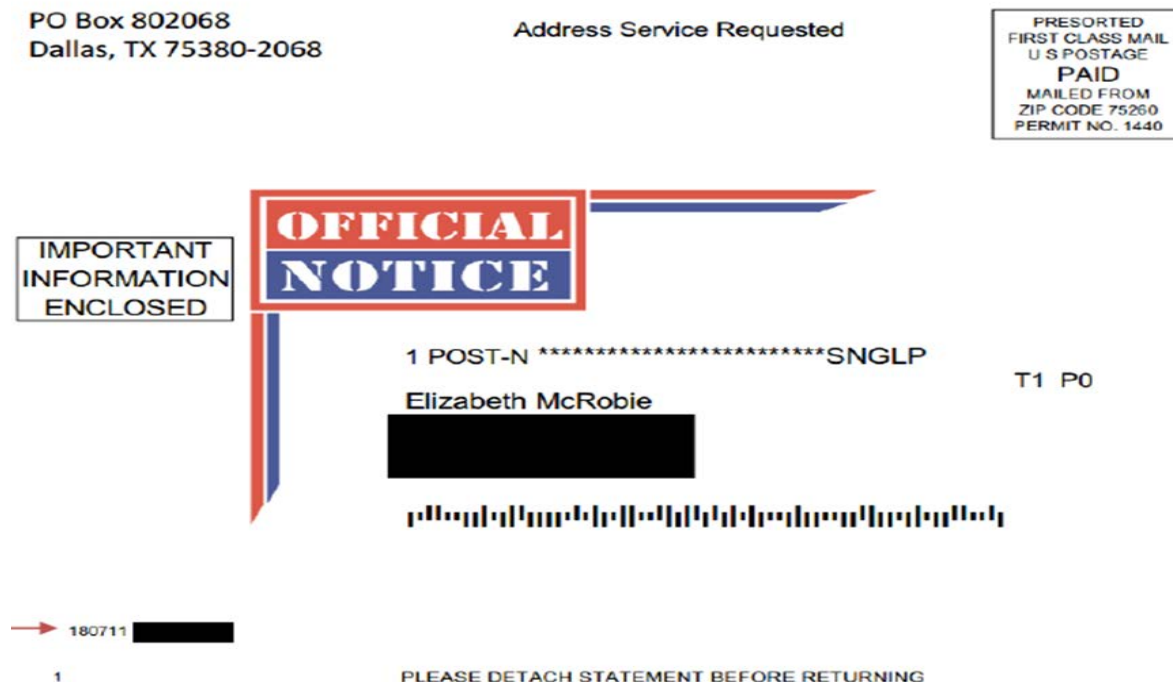 PO Box 802068
Dallas, TX 75380-2068
Address Service Requested
PRESORTED
FIRST CLASS MAIL
U S POSTAGE
PAID
MAILED FROM
ZIP CODE 75260
PERMIT NO. 1440
OFFICIAL
NOTICE
IMPORTANT
INFORMATION
ENCLOSED
1 POST-N *************************SNGLP
T1 P0
Elizabeth McRobie
180711
1
PLEASE DETACH STATEMENT BEFORE RETURNING